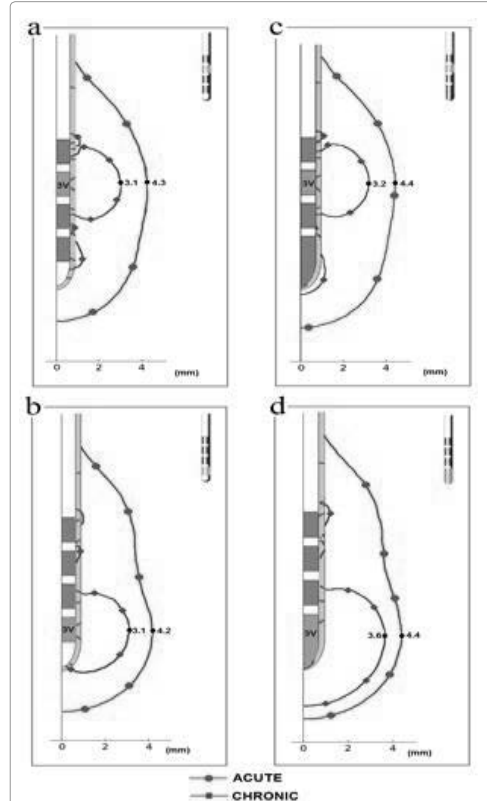 a
3V
3.1 4.3
0 2 4
(mm)
c
3V
3.2 4.4
0 2 4
(mm)
b
3V
3.1 4.2
0 2 4
(mm)
d
3V
3.6 4.4
0 2 4
(mm)
ACUTE
CHRONIC